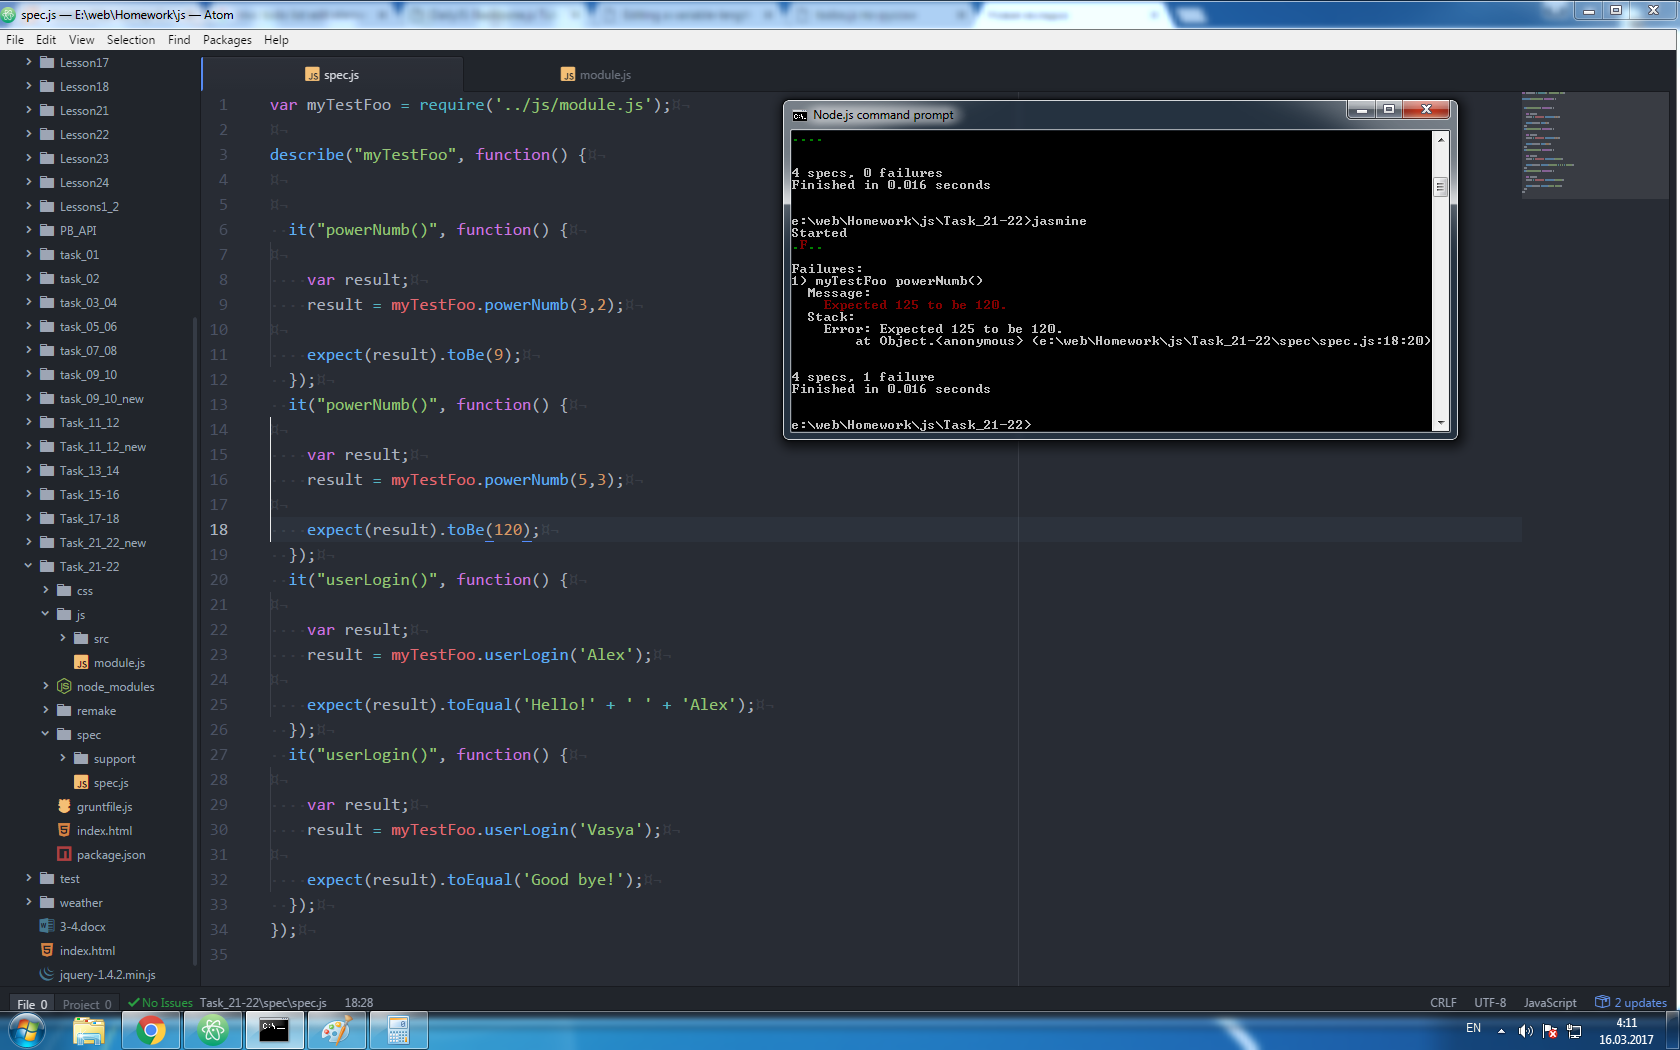 spec.js — E:\web\Homework\js — Atom
File Edit View Selection Find Packages Help
Lesson17
Lesson18
Lesson21
Lesson22
Lesson23
Lesson24
Lessons1_2
PB_API
task_01
task_02
task_03_04
task_05_06
task_07_08
task_09_10
task_09_10_new
Task_11_12
Task_11_12_new
Task_13_14
Task_15-16
Task_17-18
Task_21_22_new
Task_21-22
css
js
src
module.js
node_modules
remake
spec
support
spec.js
gruntfile.js
index.html
package.json
test
weather
3-4.docx
index.html
jquery-1.4.2.min.js
spec.js
module.js
1 var myTestFoo = require('../js/module.js');
2
3 describe("myTestFoo", function() {
4
5
6 it("powerNumb()", function() {
7
8 var result;
9 result = myTestFoo.powerNumb(3,2);
10
11 expect(result).toBe(9);
12 });
13 it("powerNumb()", function() {
14
15 var result;
16 result = myTestFoo.powerNumb(5,3);
17
18 expect(result).toBe(120);
19 });
20 it("userLogin()", function() {
21
22 var result;
23 result = myTestFoo.userLogin('Alex');
24
25 expect(result).toEqual('Hello!' + ' ' + 'Alex');
26 });
27 it("userLogin()", function() {
28
29 var result;
30 result = myTestFoo.userLogin('Vasya');
31
32 expect(result).toEqual('Good bye!');
33 });
34 });
35
Node.js command prompt
....
4 specs, 0 failures
Finished in 0.016 seconds
e:\web\Homework\js\Task_21-22>jasmine
Started
.F..
Failures:
1) myTestFoo powerNumb()
Message:
Expected 125 to be 120.
Stack:
Error: Expected 125 to be 120.
at Object.<anonymous> (e:\web\Homework\js\Task_21-22\spec\spec.js:18:20)
4 specs, 1 failure
Finished in 0.016 seconds
e:\web\Homework\js\Task_21-22>
File 0 Project 0 No Issues Task_21-22\spec\spec.js 18:28 CRLF UTF-8 JavaScript 2 updates
EN
4:11
16.03.2017